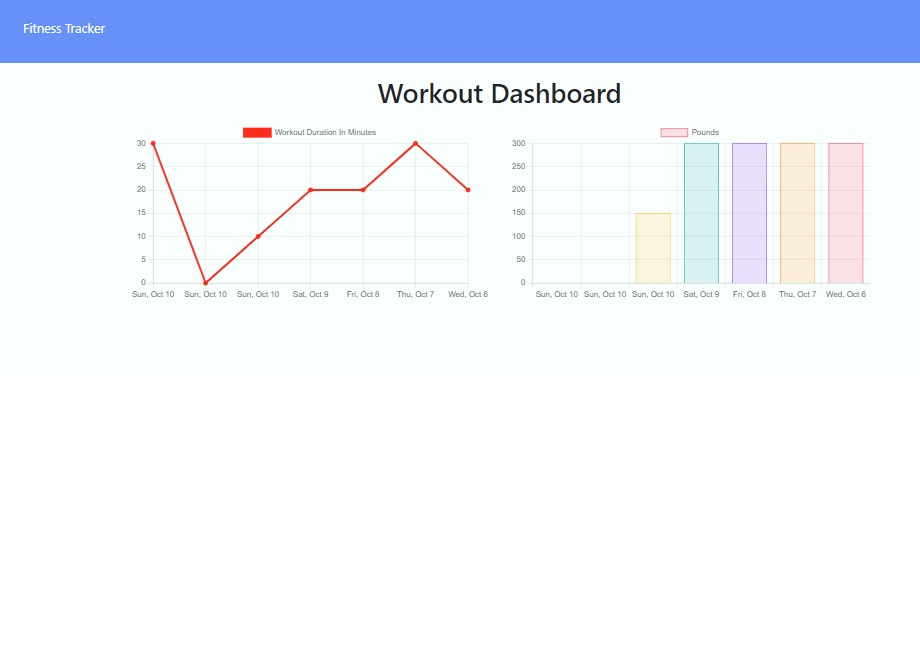 Fitness Tracker
Workout Dashboard
Workout Duration In Minutes
30
25
20
15
10
5
0
Sun, Oct 10 Sun, Oct 10 Sun, Oct 10 Sat, Oct 9 Fri, Oct 8 Thu, Oct 7 Wed, Oct 6
Pounds
300
250
200
150
100
50
0
Sun, Oct 10 Sun, Oct 10 Sun, Oct 10 Sat, Oct 9 Fri, Oct 8 Thu, Oct 7 Wed, Oct 6